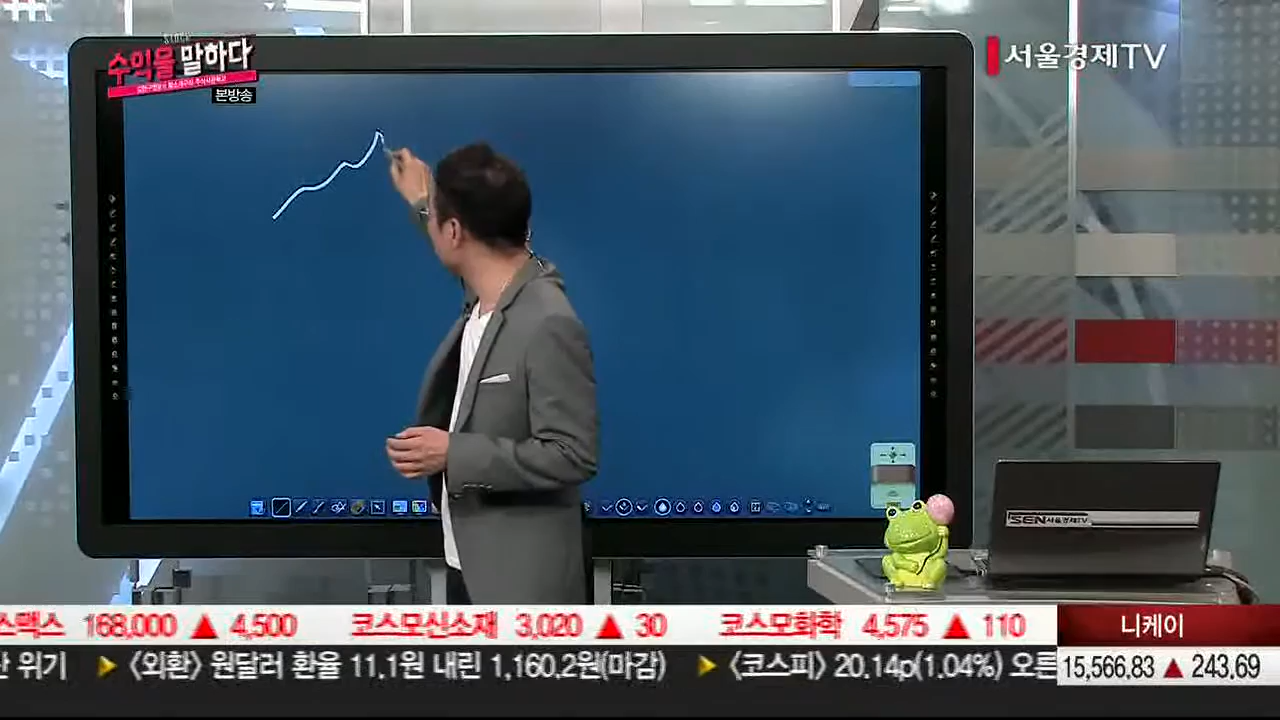 STOCK
수익을 말하다
본방송
서울경제TV
SEN 서울경제TV
스맥스 168,000 ▲ 4,500 코스모신소재 3,020 ▲ 30 코스모화학 4,575 ▲ 110
니케이
란 위기 ▶ 〈외환〉 원달러 환율 11.1원 내린 1,160.2원(마감) ▶ 〈코스피〉 20.14p(1.04%) 오른
15,566.83 ▲ 243.69